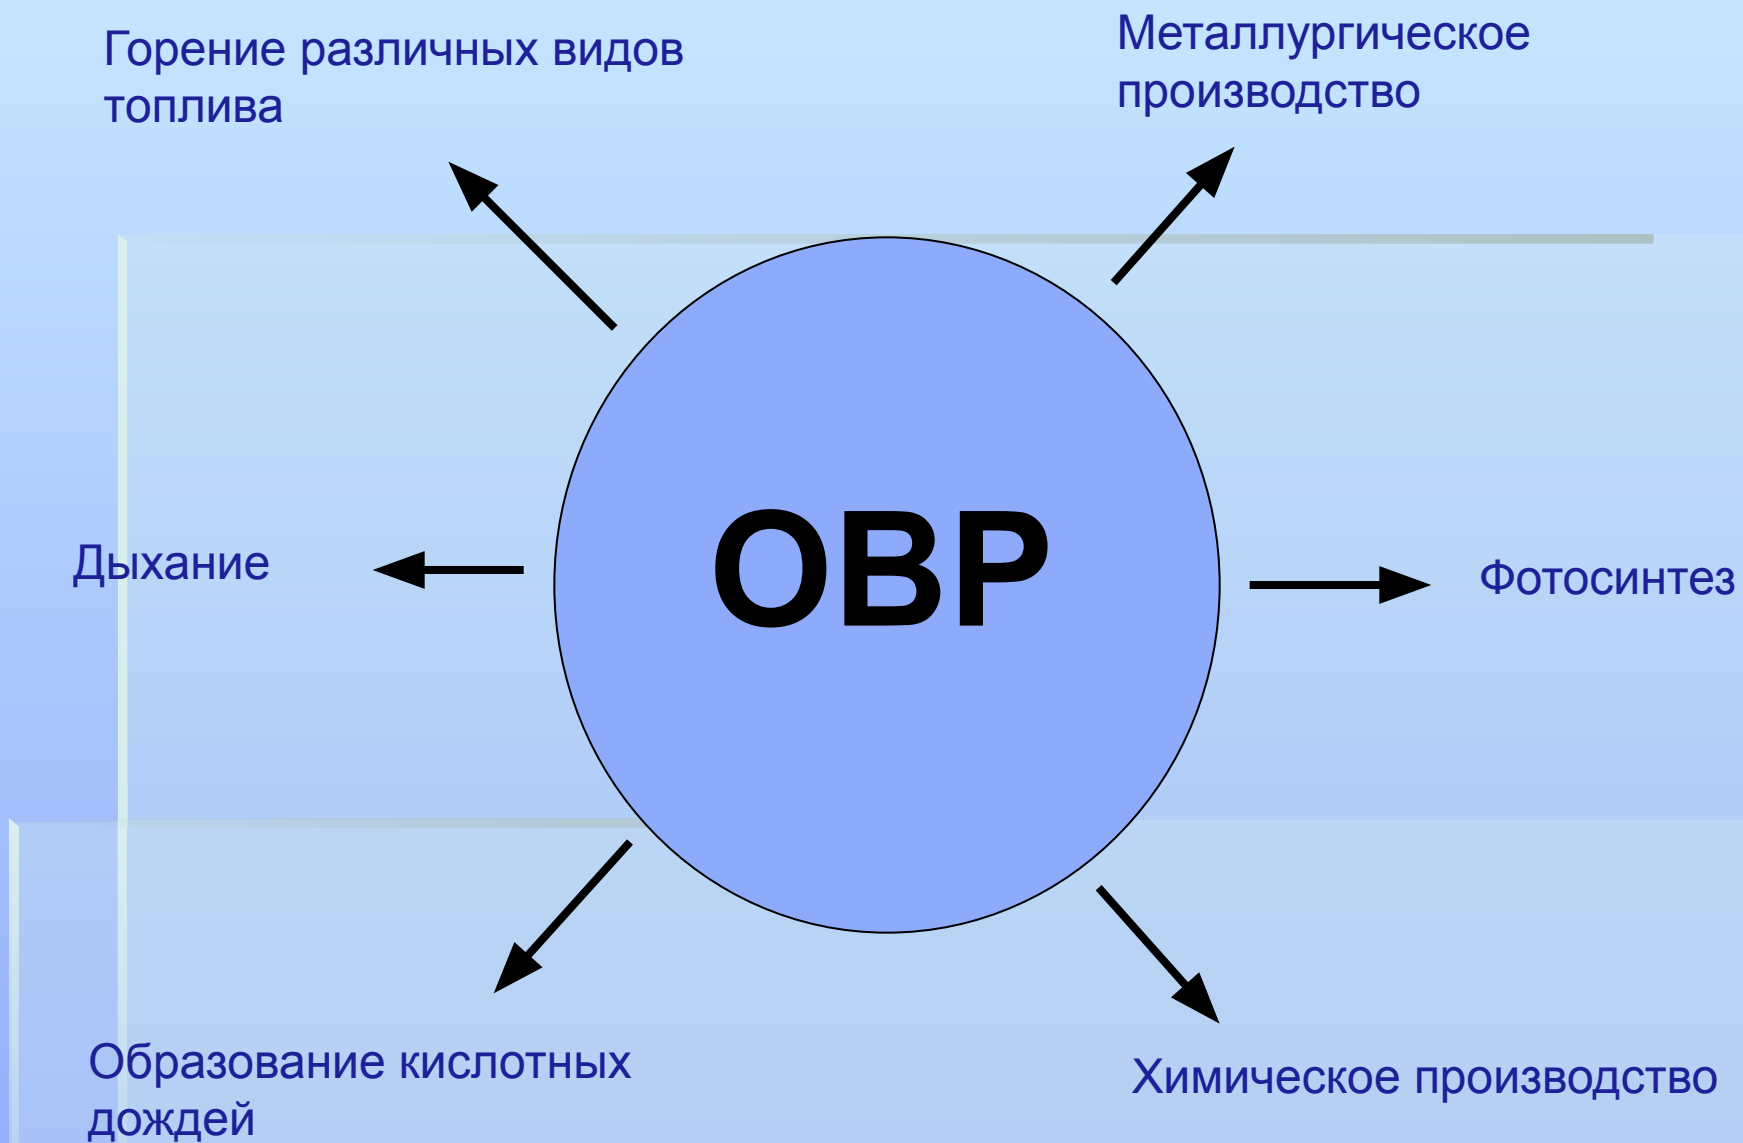 Горение различных видов
топлива
Металлургическое
производство
Дыхание
ОВР
Фотосинтез
Образование кислотных
дождей
Химическое производство